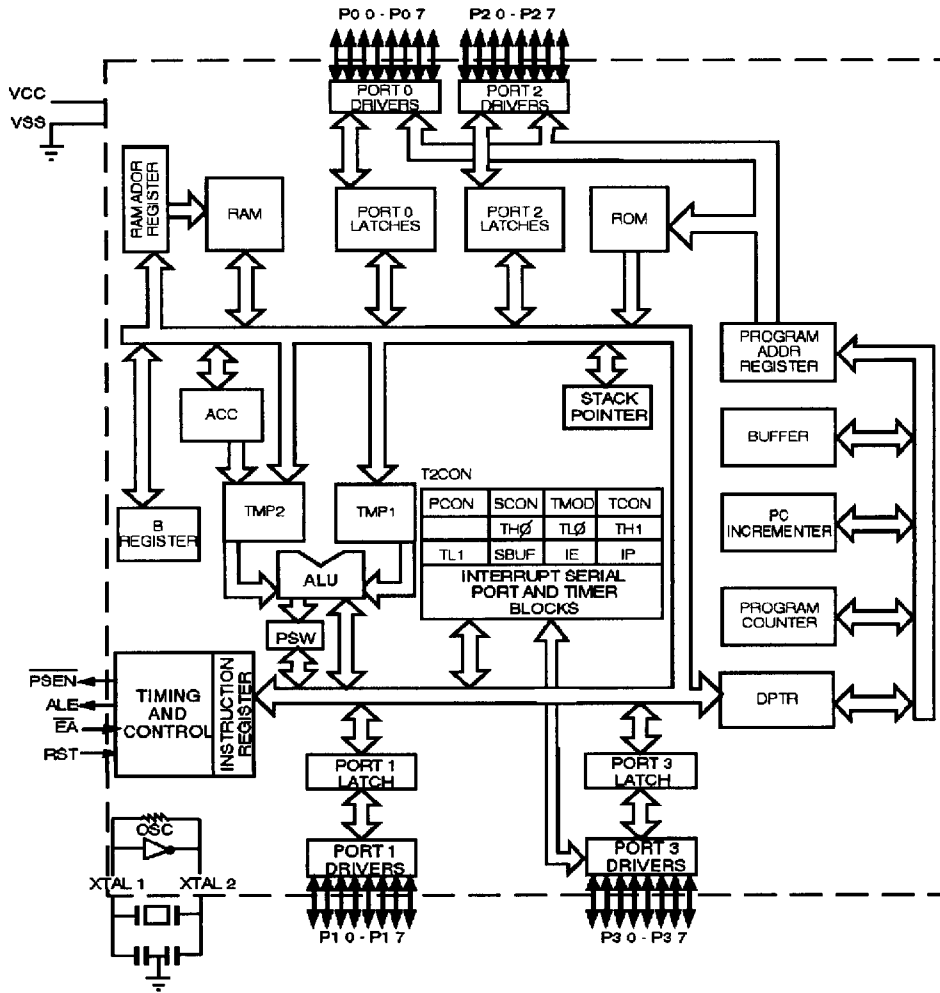 P0 0 - P0 7
P2 0 - P2 7
VCC
VSS
PORT 0
DRIVERS
PORT 2
DRIVERS
RAM ADDR
REGISTER
RAM
PORT 0
LATCHES
PORT 2
LATCHES
ROM
PROGRAM
ADDR
REGISTER
ACC
STACK
POINTER
BUFFER
T2CON
B
REGISTER
TMP2
TMP1
PCON SCON TMOD TCON
TH0 TL0 TH1
TL1 SBUF IE IP
INTERRUPT SERIAL
PORT AND TIMER
BLOCKS
PC
INCREMENTER
ALU
PSW
PROGRAM
COUNTER
PSEN
ALE
EA
RST
TIMING
AND
CONTROL
INSTRUCTION
REGISTER
DPTR
PORT 1
LATCH
PORT 3
LATCH
OSC
XTAL 1
XTAL 2
PORT 1
DRIVERS
PORT 3
DRIVERS
P1 0 - P1 7
P3 0 - P3 7